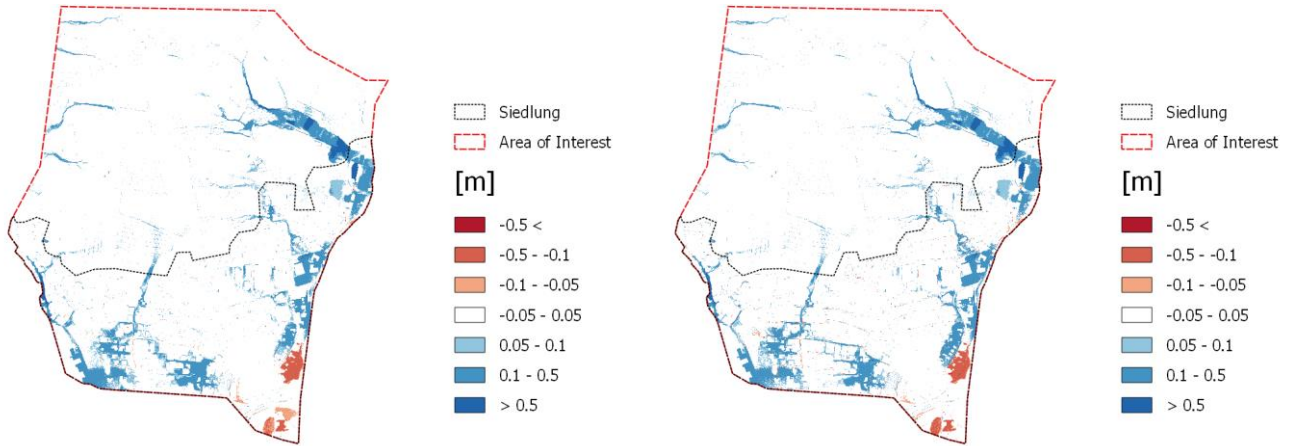 Siedlung
Area of Interest
[m]
-0.5 <
-0.5 - -0.1
-0.1 - -0.05
-0.05 - 0.05
0.05 - 0.1
0.1 - 0.5
> 0.5
Siedlung
Area of Interest
[m]
-0.5 <
-0.5 - -0.1
-0.1 - -0.05
-0.05 - 0.05
0.05 - 0.1
0.1 - 0.5
> 0.5